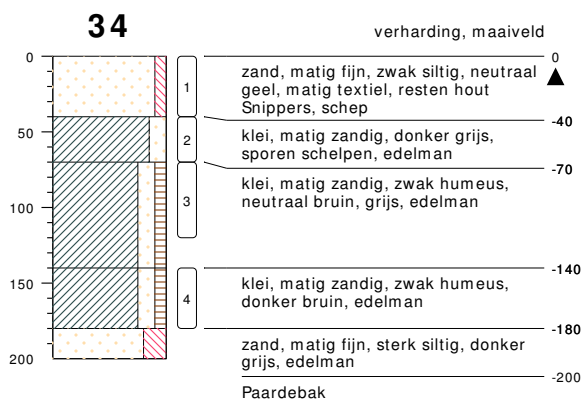 34
verharding, maaiveld
0
0
zand, matig fijn, zwak siltig, neutraal
geel, matig textiel, resten hout
Snippers, schep
1
-40
50
2
klei, matig zandig, donker grijs,
sporen schelpen, edelman
-70
klei, matig zandig, zwak humeus,
neutraal bruin, grijs, edelman
3
100
-140
150
4
klei, matig zandig, zwak humeus,
donker bruin, edelman
-180
zand, matig fijn, sterk siltig, donker
grijs, edelman
200
-200
Paardebak